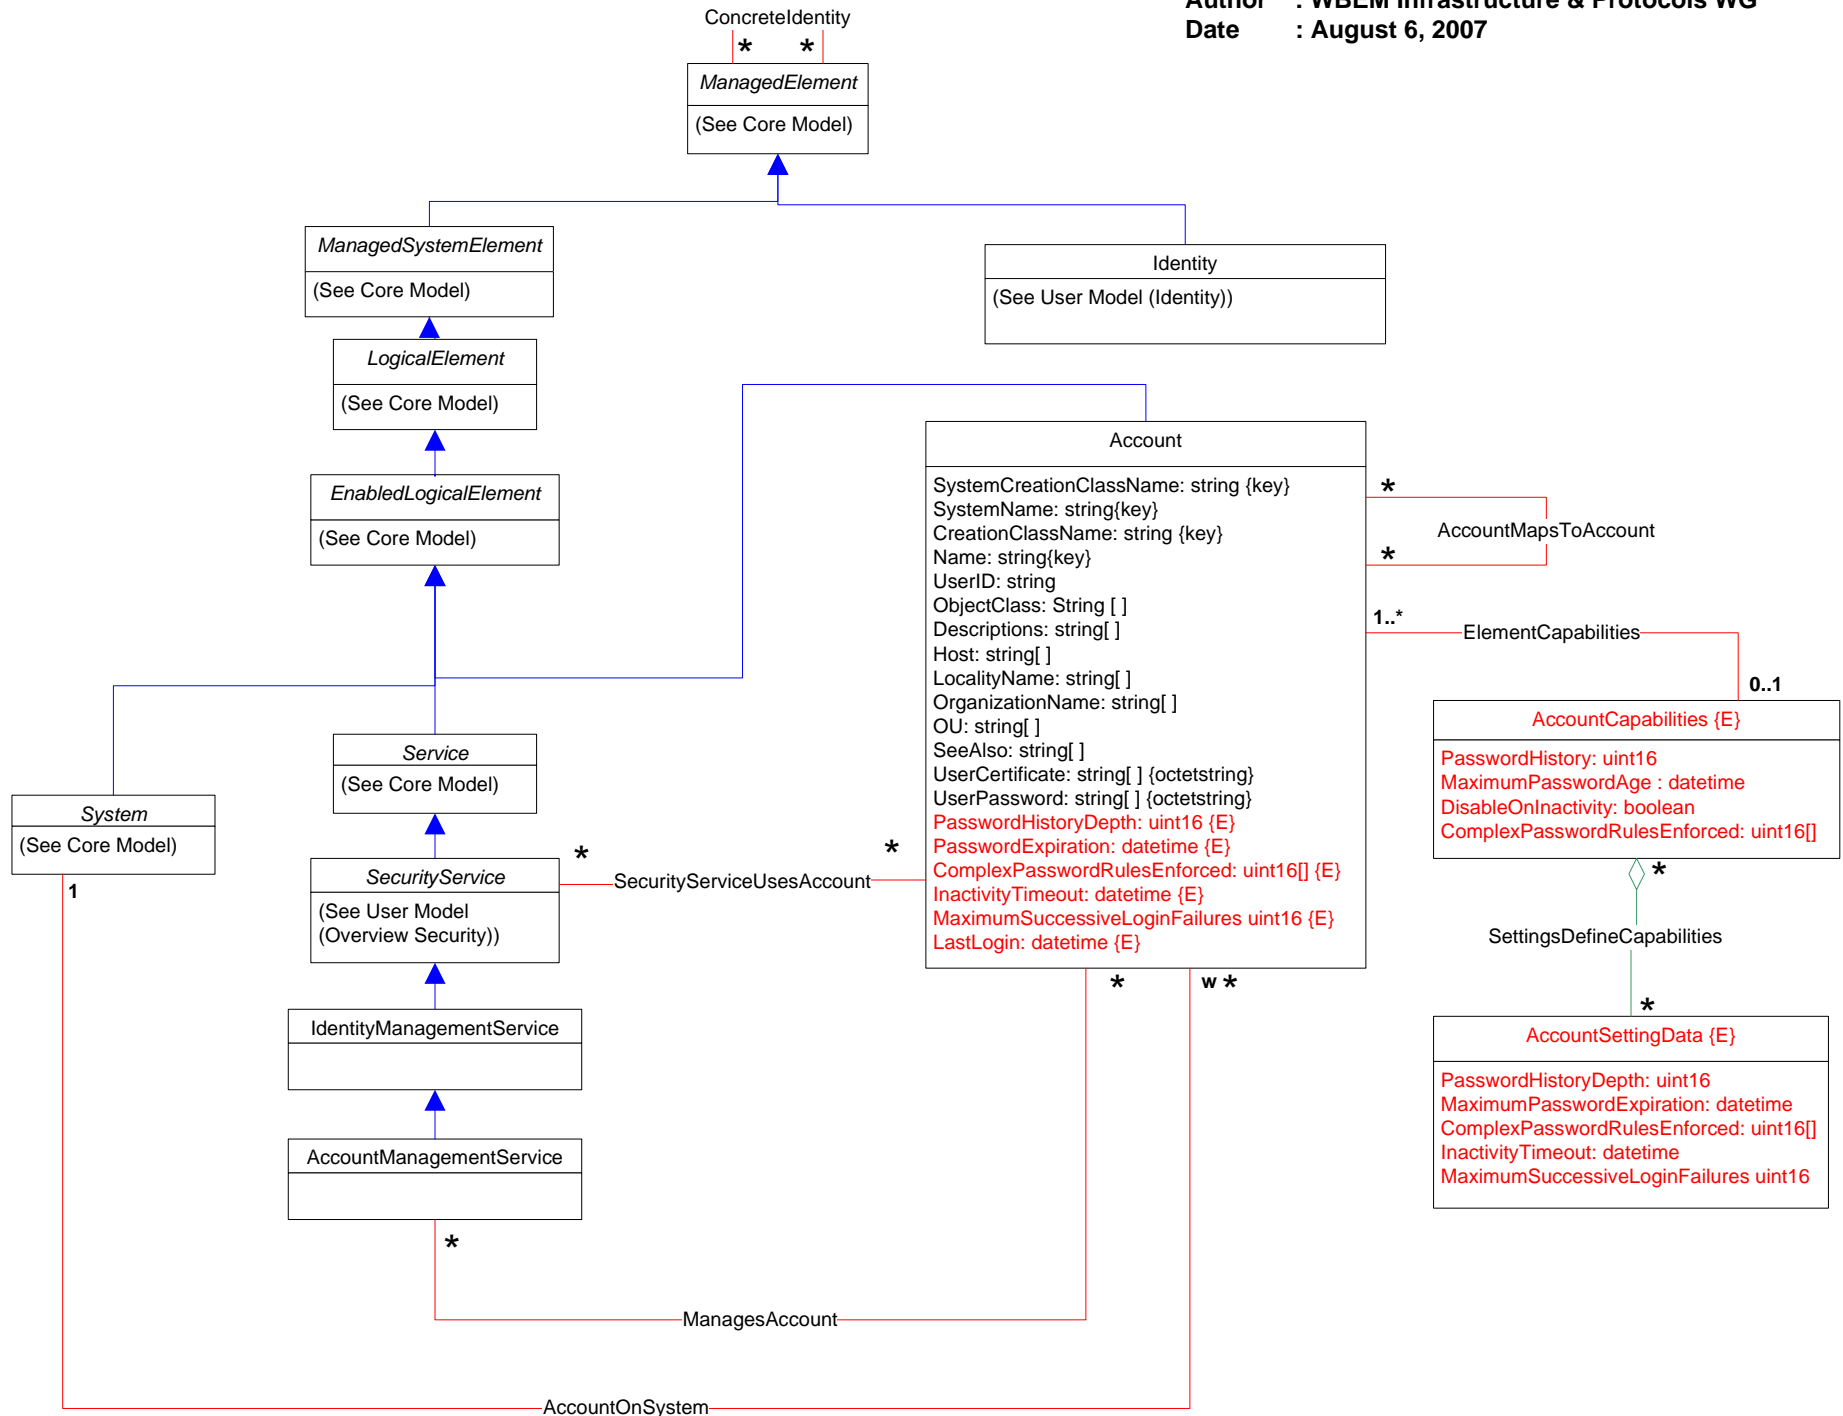 Author : WBEM Infrastructure & Protocols WG
Date : August 6, 2007
ConcreteIdentity
* *
ManagedElement
(See Core Model)
ManagedSystemElement
(See Core Model)
Identity
(See User Model (Identity))
LogicalElement
(See Core Model)
EnabledLogicalElement
(See Core Model)
Account
SystemCreationClassName: string {key}
SystemName: string{key}
CreationClassName: string {key}
Name: string{key}
UserID: string
ObjectClass: String [ ]
Descriptions: string[ ]
Host: string[ ]
LocalityName: string[ ]
OrganizationName: string[ ]
OU: string[ ]
SeeAlso: string[ ]
UserCertificate: string[ ] {octetstring}
UserPassword: string[ ] {octetstring}
PasswordHistoryDepth: uint16 {E}
PasswordExpiration: datetime {E}
ComplexPasswordRulesEnforced: uint16[] {E}
InactivityTimeout: datetime {E}
MaximumSuccessiveLoginFailures uint16 {E}
LastLogin: datetime {E}
*
AccountMapsToAccount
*
1..*
ElementCapabilities
0..1
AccountCapabilities {E}
PasswordHistory: uint16
MaximumPasswordAge : datetime
DisableOnInactivity: boolean
ComplexPasswordRulesEnforced: uint16[]
*
SettingsDefineCapabilities
*
AccountSettingData {E}
PasswordHistoryDepth: uint16
MaximumPasswordExpiration: datetime
ComplexPasswordRulesEnforced: uint16[]
InactivityTimeout: datetime
MaximumSuccessiveLoginFailures uint16
Service
(See Core Model)
System
(See Core Model)
1
SecurityService
(See User Model
(Overview Security))
*
SecurityServiceUsesAccount
*
IdentityManagementService
AccountManagementService
*
ManagesAccount
*
w *
AccountOnSystem